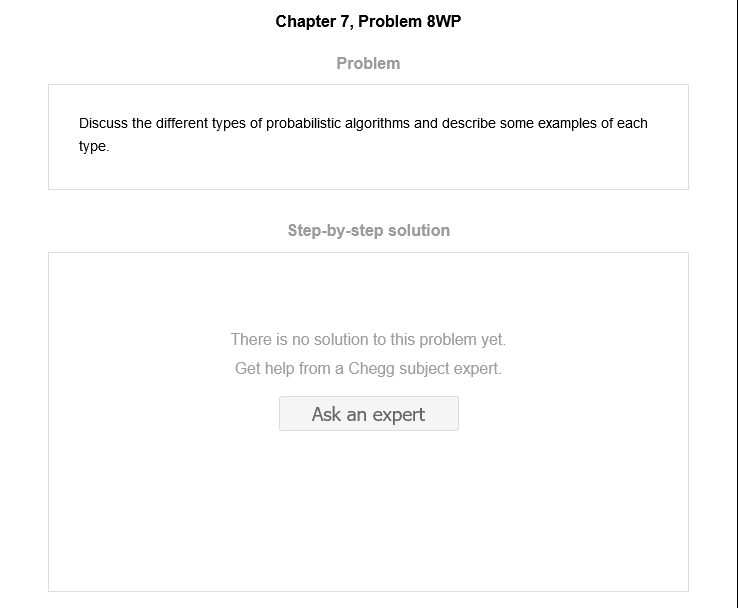 Chapter 7, Problem 8WP
Problem
Discuss the different types of probabilistic algorithms and describe some examples of each
type.
Step-by-step solution
There is no solution to this problem yet.
Get help from a Chegg subject expert.
Ask an expert